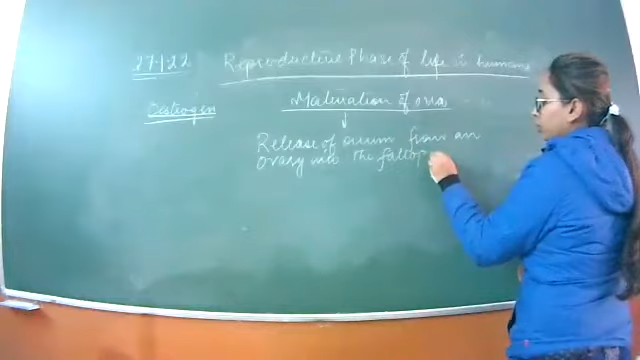 27.1.22 Reproductive Phase of life in humans
Oestrogen Maturation of ova
Release of ovum from an
ovary into the fallop